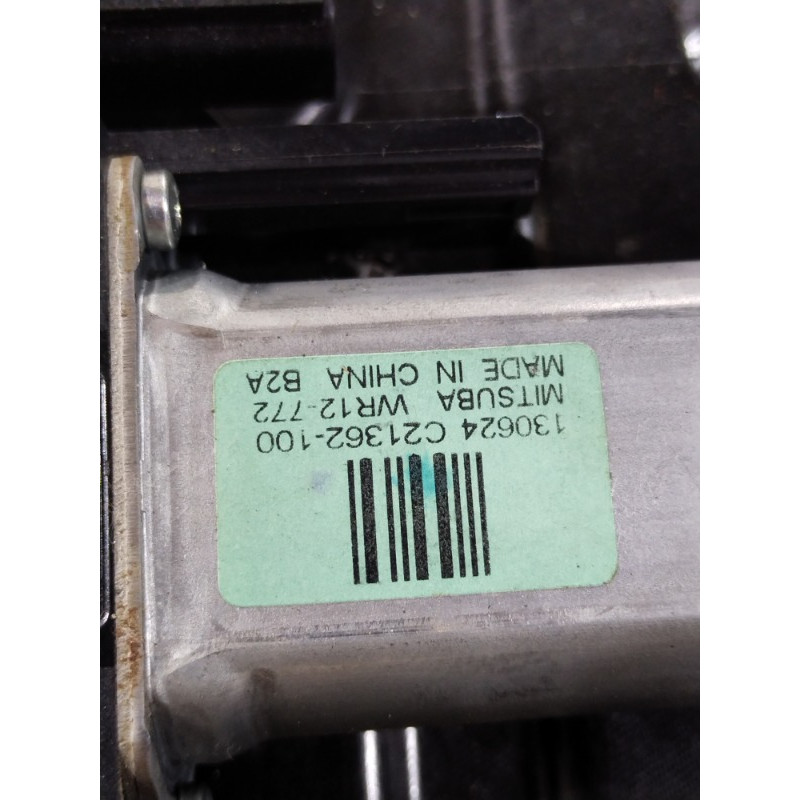 130624 C21362-100
MITSUBA WR12-772
MADE IN CHINA B2A